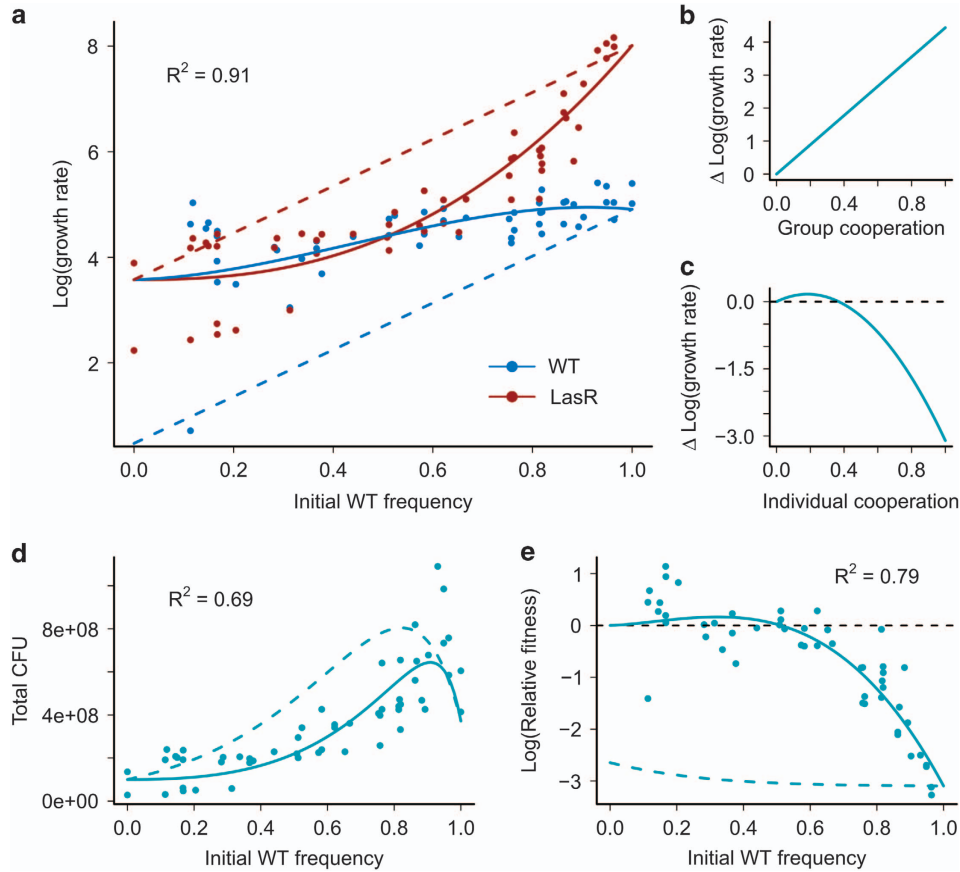 a
R² = 0.91
8
6
4
2
Log(growth rate)
WT
LasR
0.0 0.2 0.4 0.6 0.8 1.0
Initial WT frequency
b
4
3
2
1
0
Δ Log(growth rate)
0.0 0.4 0.8
Group cooperation
c
0.0
−1.5
−3.0
Δ Log(growth rate)
0.0 0.4 0.8
Individual cooperation
d
R² = 0.69
8e+08
4e+08
0e+00
Total CFU
0.0 0.2 0.4 0.6 0.8 1.0
Initial WT frequency
e
R² = 0.79
1
0
−1
−2
−3
Log(Relative fitness)
0.0 0.2 0.4 0.6 0.8 1.0
Initial WT frequency